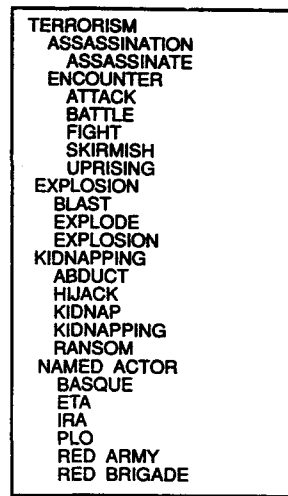 TERRORISM
ASSASSINATION
ASSASSINATE
ENCOUNTER
ATTACK
BATTLE
FIGHT
SKIRMISH
UPRISING
EXPLOSION
BLAST
EXPLODE
EXPLOSION
KIDNAPPING
ABDUCT
HIJACK
KIDNAP
KIDNAPPING
RANSOM
NAMED ACTOR
BASQUE
ETA
IRA
PLO
RED ARMY
RED BRIGADE